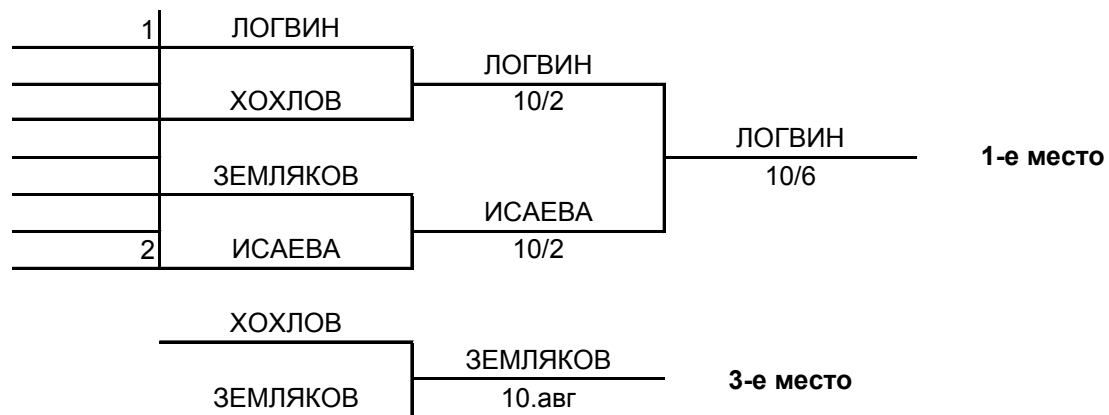 1 ЛОГВИН
ЛОГВИН
ХОХЛОВ 10/2
ЛОГВИН 1-е место
ЗЕМЛЯКОВ 10/6
ИСАЕВА
2 ИСАЕВА 10/2
ХОХЛОВ
ЗЕМЛЯКОВ 3-е место
ЗЕМЛЯКОВ 10.авг